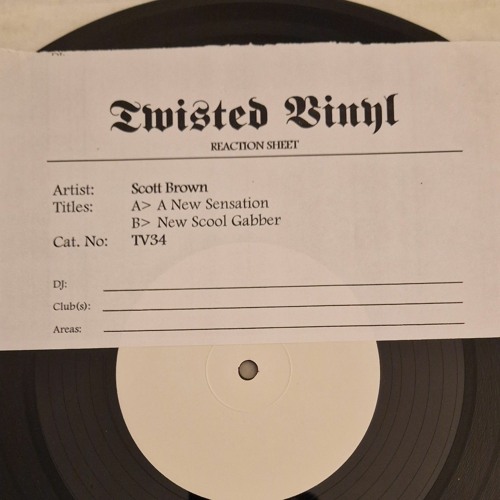 Twisted Vinyl
REACTION SHEET
Artist: Scott Brown
Titles: A> A New Sensation
B> New Scool Gabber
Cat. No: TV34
DJ:
Club(s):
Areas: